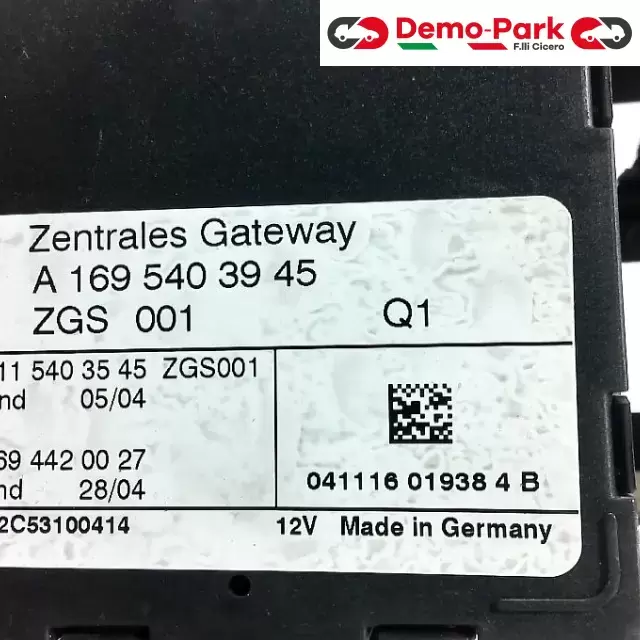 Demo-Park
F.lli Cicero
Zentrales Gateway
A 169 540 39 45
ZGS 001 Q1
11 540 35 45 ZGS001
nd 05/04
69 442 00 27
nd 28/04
2C53100414
041116 01938 4 B
12V Made in Germany